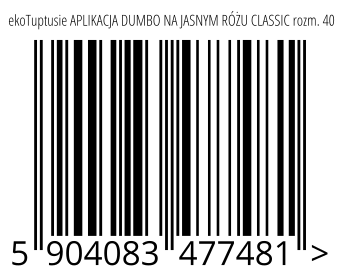 ekoTuptusie APLIKACJA DUMBO NA JASNYM RÓŻU CLASSIC rozm. 40
5 904083 477481 >